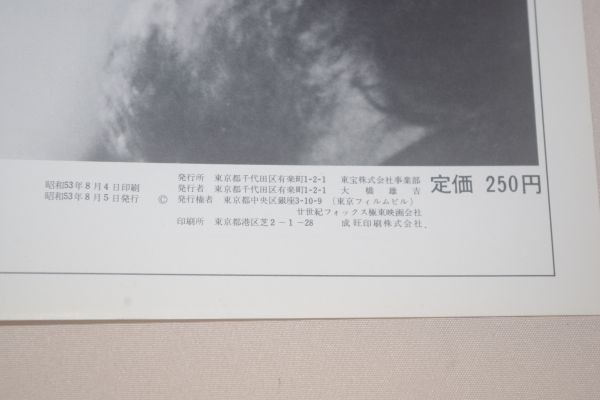 昭和53年8月4日印刷
昭和53年8月5日発行
発行所 東京都千代田区有楽町1-2-1 東宝株式会社事業部
発行者 東京都千代田区有楽町1-2-1 大橋雄吉
© 発行権者 東京都中央区銀座3-10-9 (東京フィルムビル)
廿世紀フォックス極東映画会社
印刷所 東京都港区芝2-1-28 成旺印刷株式会社
定価 250円